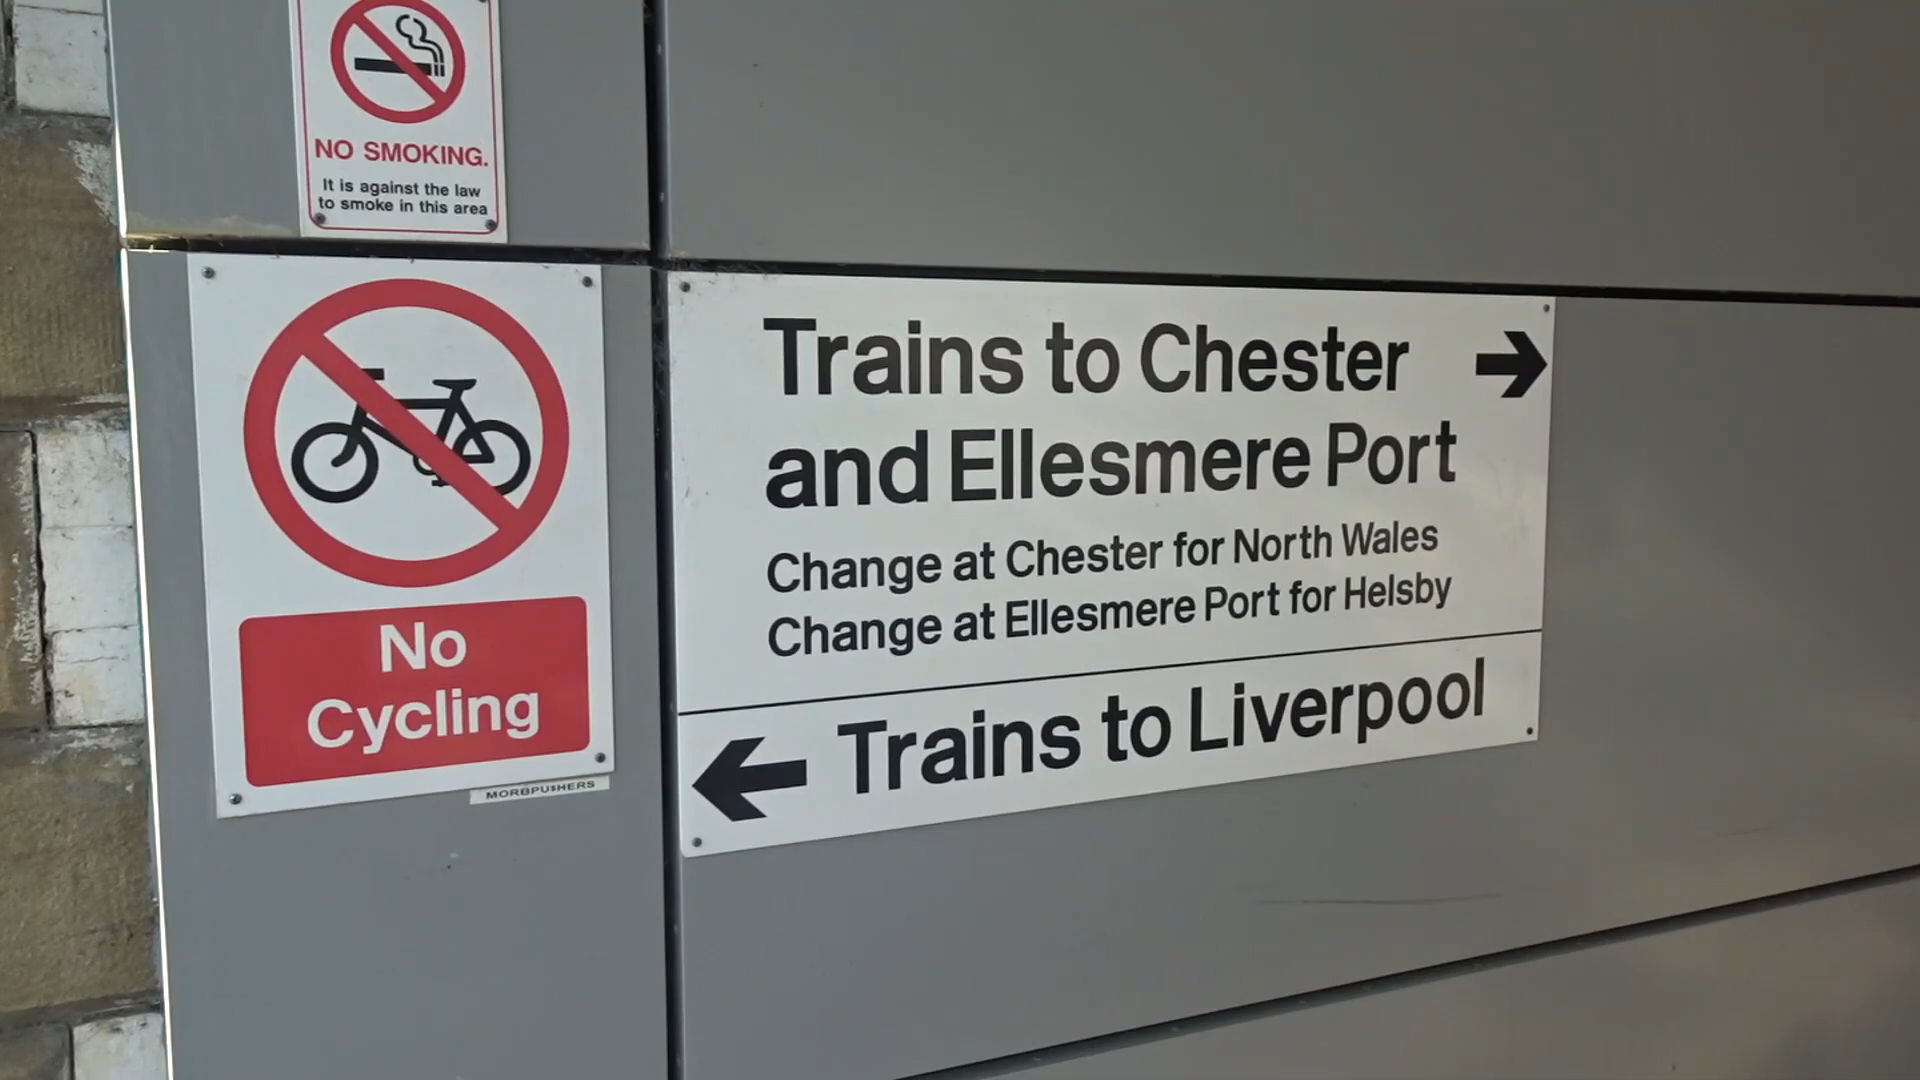 NO SMOKING.
It is against the law
to smoke in this area
No
Cycling
MORBPUSHERS
Trains to Chester
and Ellesmere Port
Change at Chester for North Wales
Change at Ellesmere Port for Helsby
Trains to Liverpool